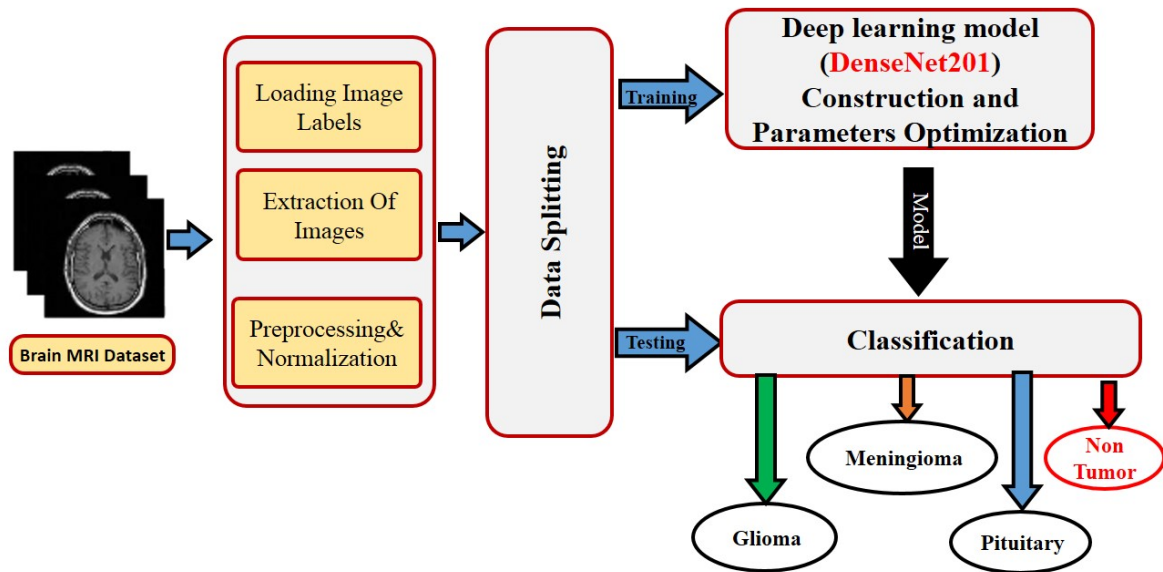 Brain MRI Dataset
Loading Image
Labels
Extraction Of
Images
Preprocessing&
Normalization
Data Splitting
Training
Testing
Deep learning model
(DenseNet201)
Construction and
Parameters Optimization
Model
Classification
Glioma
Meningioma
Pituitary
Non
Tumor